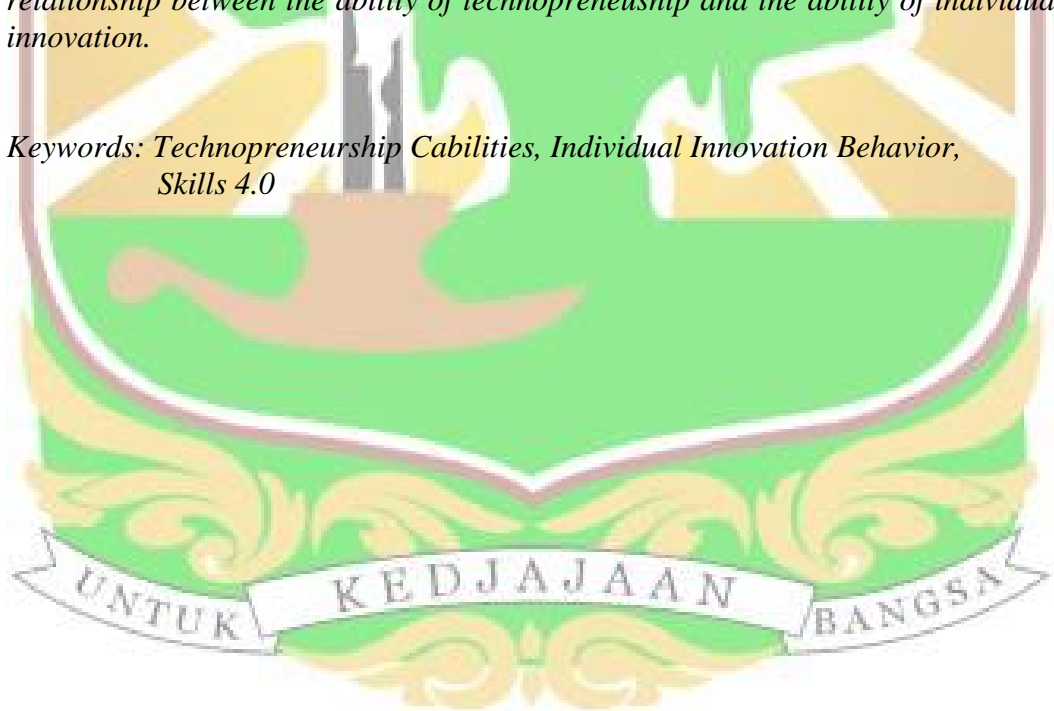 relationship between the ability of technopreneuship and the ability of individual
innovation.
Keywords: Technopreneurship Cabilities, Individual Innovation Behavior,
Skills 4.0
UNTUK KEDJAJAAN BANGSA